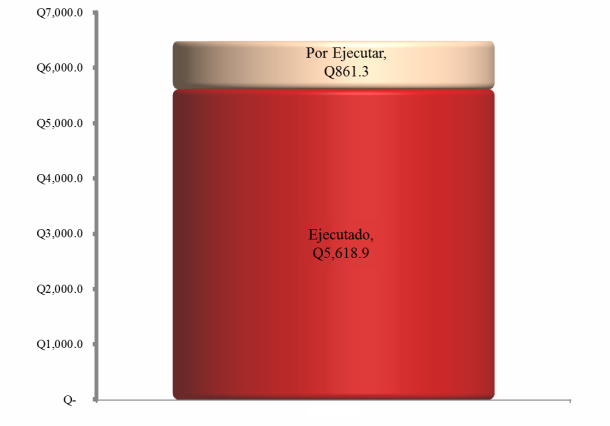 Q7,000.0
Q6,000.0
Q5,000.0
Q4,000.0
Q3,000.0
Q2,000.0
Q1,000.0
Q-
Por Ejecutar,
Q861.3
Ejecutado,
Q5,618.9